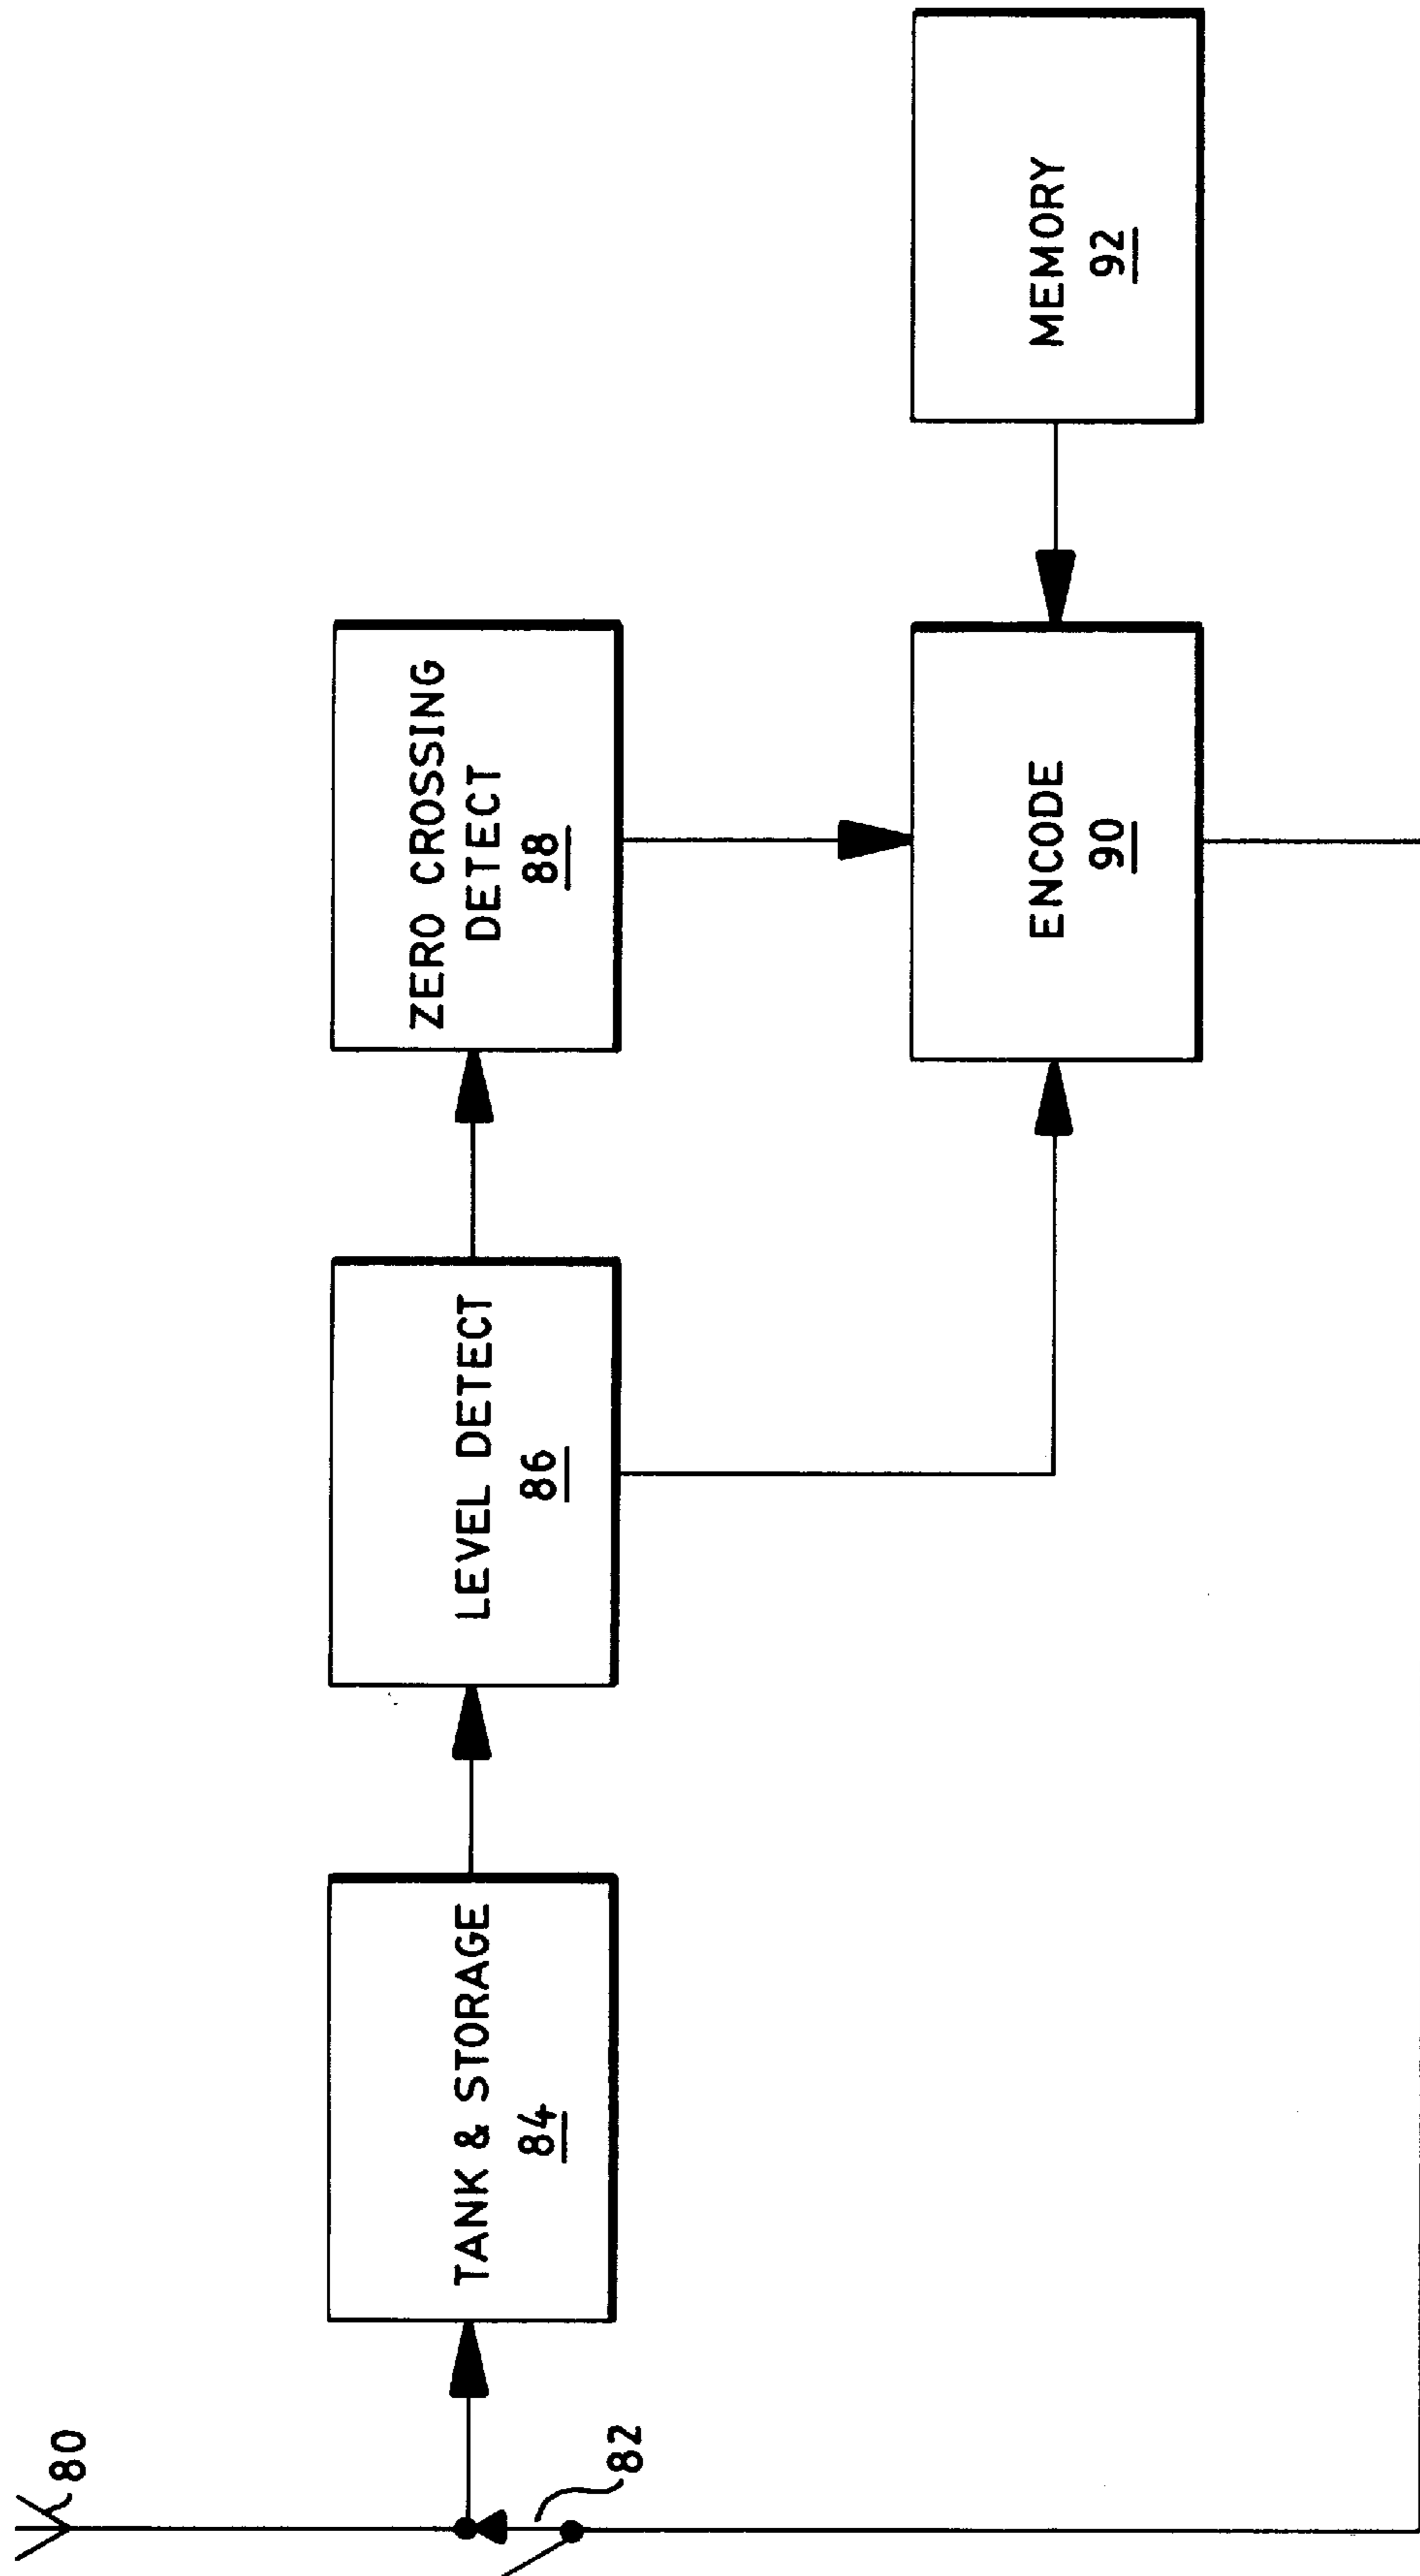 80
82
TANK & STORAGE
84
LEVEL DETECT
86
ZERO CROSSING
DETECT
88
ENCODE
90
MEMORY
92